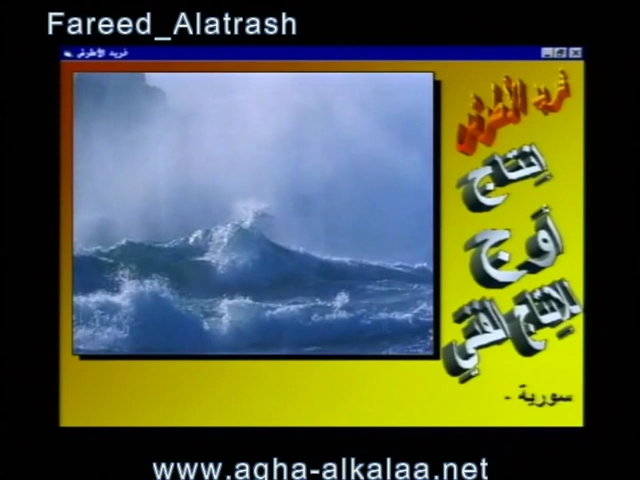 Fareed_Alatrash
فريد الأطرش
فريد الأطرش
إنتاج
أوج
للإنتاج الفني
سورية -
www.agha-alkalaa.net